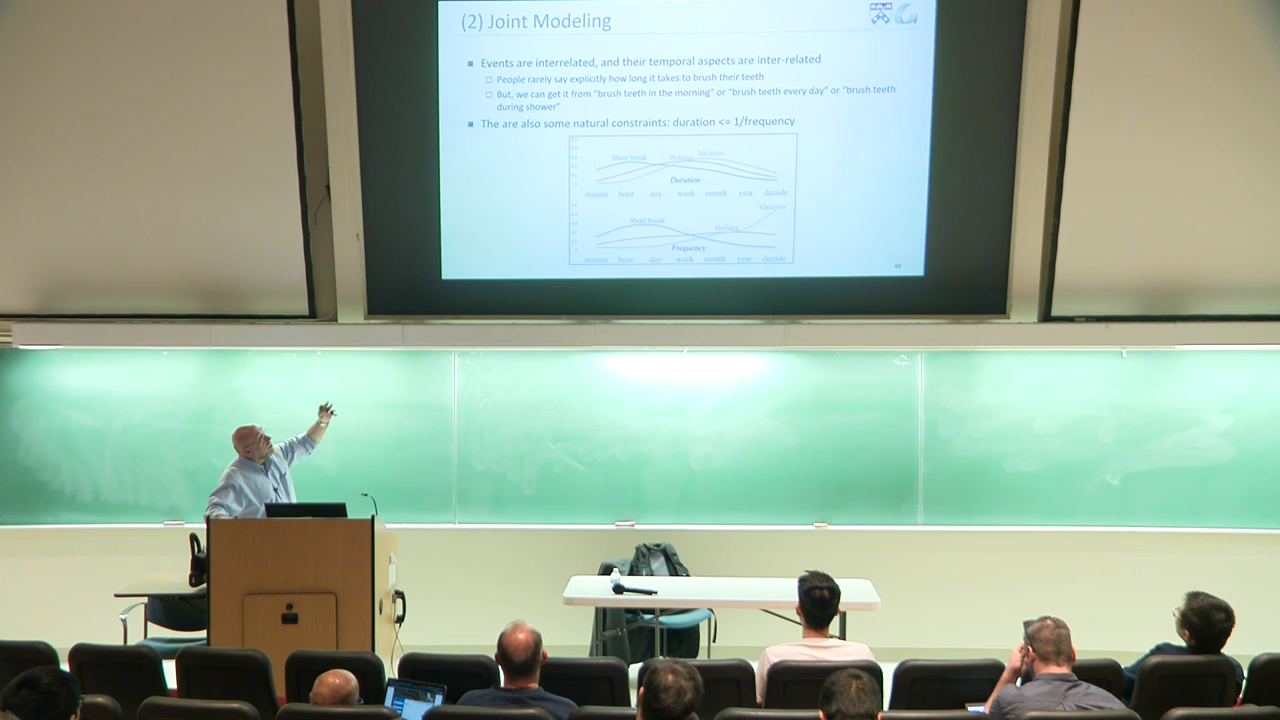 (2) Joint Modeling
Events are interrelated, and their temporal aspects are inter-related
People rarely say explicitly how long it takes to brush their teeth
But, we can get it from "brush teeth in the morning" or "brush teeth every day" or "brush teeth
during shower"
The are also some natural constraints: duration <= 1/frequency
Vacation
Short break Holiday
Duration
minute hour day week month year decade
Vacation
Short break
Holiday
Frequency
minute hour day week month year decade